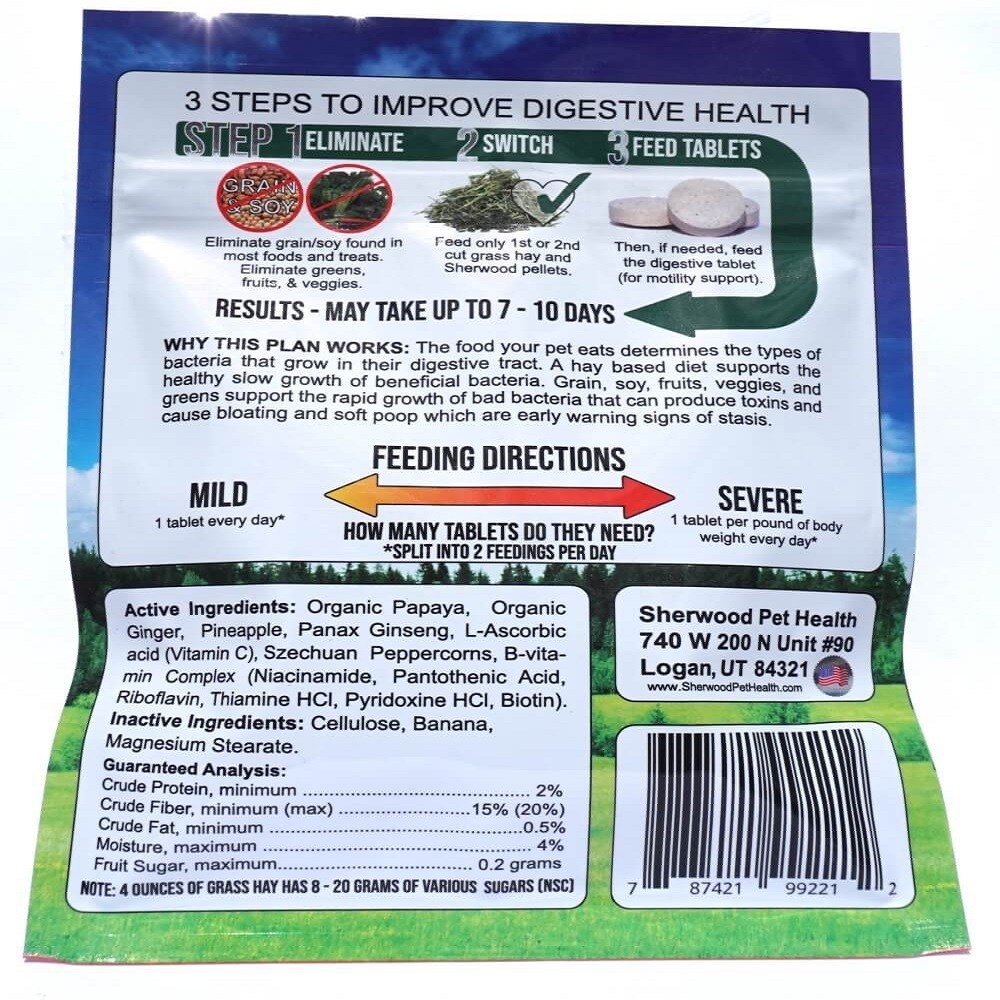 3 STEPS TO IMPROVE DIGESTIVE HEALTH
STEP 1 ELIMINATE 2 SWITCH 3 FEED TABLETS
GRAIN
& SOY
Eliminate grain/soy found in
most foods and treats.
Eliminate greens,
fruits, & veggies.
Feed only 1st or 2nd
cut grass hay and
Sherwood pellets.
Then, if needed, feed
the digestive tablet
(for motility support).
RESULTS - MAY TAKE UP TO 7 - 10 DAYS
WHY THIS PLAN WORKS: The food your pet eats determines the types of
bacteria that grow in their digestive tract. A hay based diet supports the
healthy slow growth of beneficial bacteria. Grain, soy, fruits, veggies, and
greens support the rapid growth of bad bacteria that can produce toxins and
cause bloating and soft poop which are early warning signs of stasis.
FEEDING DIRECTIONS
MILD
1 tablet every day*
HOW MANY TABLETS DO THEY NEED?
*SPLIT INTO 2 FEEDINGS PER DAY
SEVERE
1 tablet per pound of body
weight every day*
Active Ingredients: Organic Papaya, Organic
Ginger, Pineapple, Panax Ginseng, L-Ascorbic
acid (Vitamin C), Szechuan Peppercorns, B-vita-
min Complex (Niacinamide, Pantothenic Acid,
Riboflavin, Thiamine HCl, Pyridoxine HCl, Biotin).
Inactive Ingredients: Cellulose, Banana,
Magnesium Stearate.
Guaranteed Analysis:
Crude Protein, minimum ........................................ 2%
Crude Fiber, minimum (max) ............................15% (20%)
Crude Fat, minimum ............................................0.5%
Moisture, maximum ............................................. 4%
Fruit Sugar, maximum................................. 0.2 grams
NOTE: 4 OUNCES OF GRASS HAY HAS 8 - 20 GRAMS OF VARIOUS SUGARS (NSC)
Sherwood Pet Health
740 W 200 N Unit #90
Logan, UT 84321
www.SherwoodPetHealth.com
7 87421 99221 2